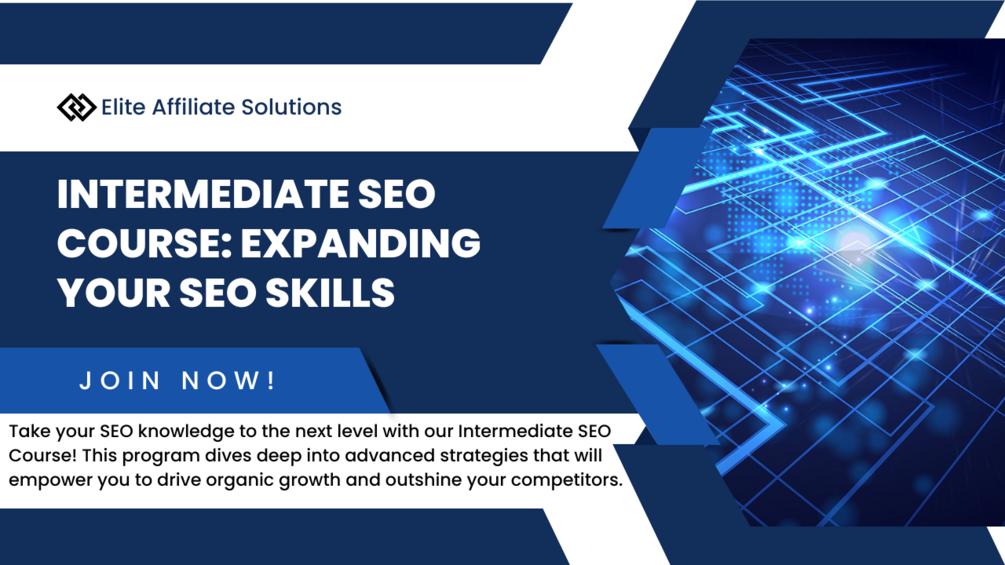 Elite Affiliate Solutions
INTERMEDIATE SEO
COURSE: EXPANDING
YOUR SEO SKILLS
JOIN NOW!
Take your SEO knowledge to the next level with our Intermediate SEO
Course! This program dives deep into advanced strategies that will
empower you to drive organic growth and outshine your competitors.